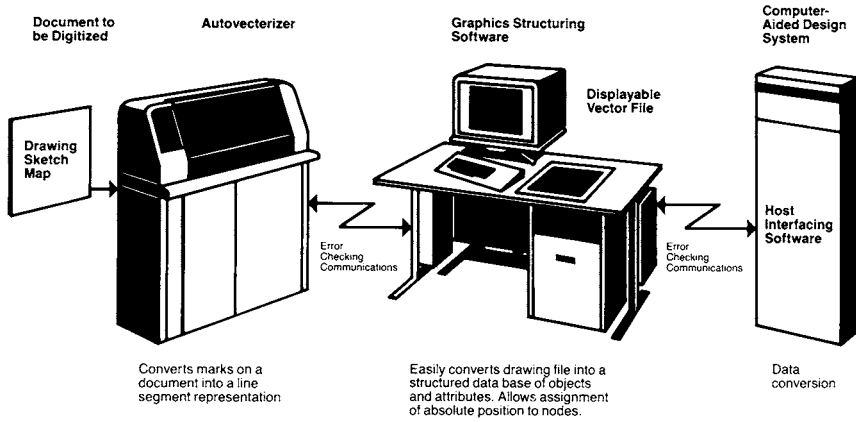 Document to
be Digitized
Autovecterizer
Graphics Structuring
Software
Computer-
Aided Design
System
Displayable
Vector File
Drawing
Sketch
Map
Host
Interfacing
Software
Error
Checking
Communications
Error
Checking
Communications
Converts marks on a
document into a line
segment representation
Easily converts drawing file into a
structured data base of objects
and attributes. Allows assignment
of absolute position to nodes.
Data
conversion